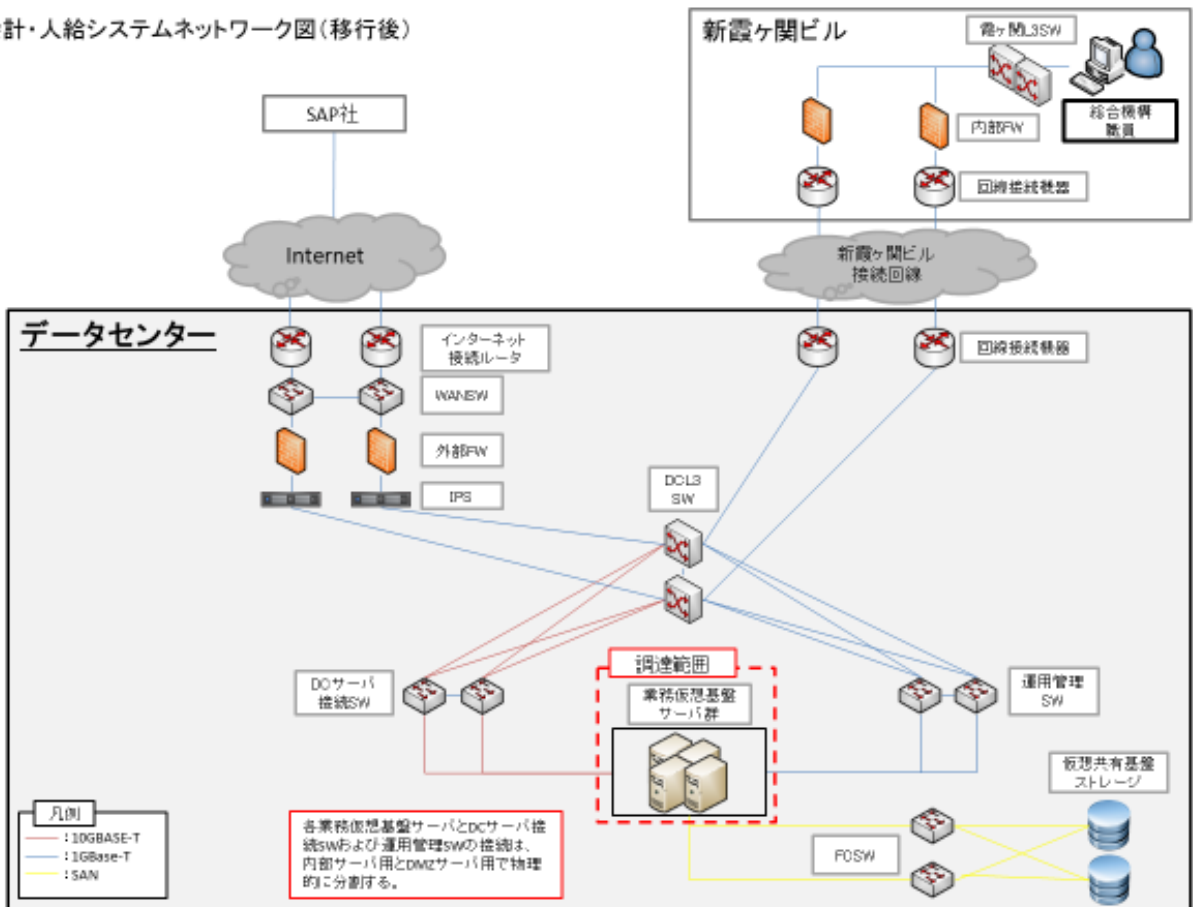 計・人給システムネットワーク図（移行後）
新霞ヶ関ビル
霞ヶ関L3SW
総合機構
職員
内部FW
回線接続機器
SAP社
Internet
新霞ヶ関ビル
接続回線
データセンター
インターネット
接続ルータ
回線接続機器
WANSW
外部FW
IPS
DCL3
SW
調達範囲
DCサーバ
接続SW
業務仮想基盤
サーバ群
運用管理
SW
仮想共有基盤
ストレージ
凡例
：10GBASE-T
：1GBase-T
：SAN
各業務仮想基盤サーバとDCサーバ接
続SWおよび運用管理SWの接続は、
内部サーバ用とDMZサーバ用で物理
的に分割する。
FCSW